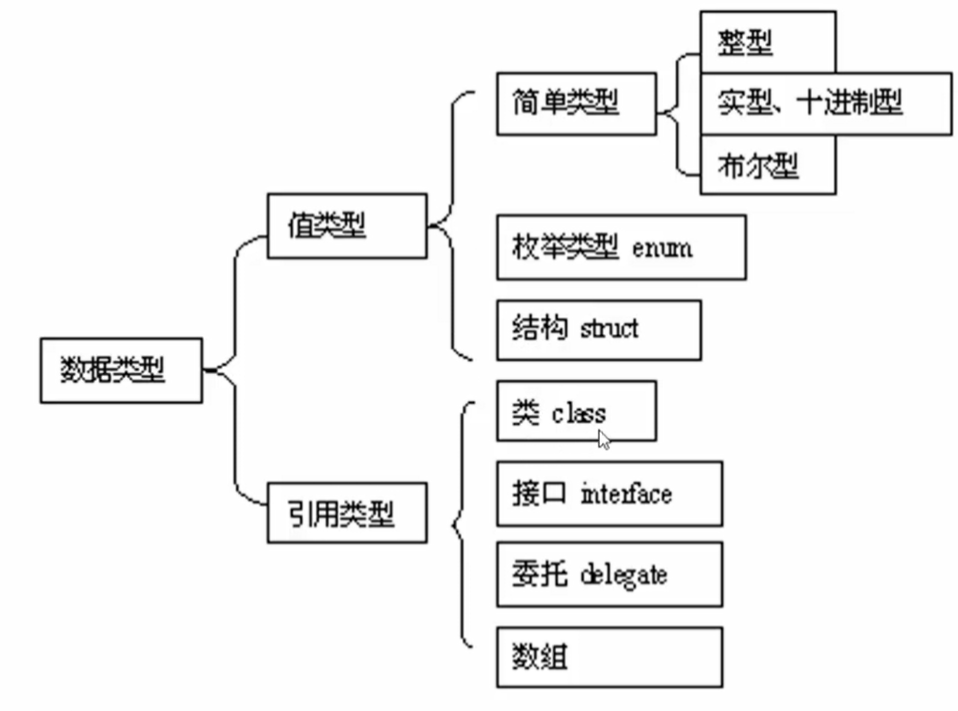 整型
简单类型
实型、十进制型
布尔型
值类型
枚举类型 enum
结构 struct
数据类型
类 class
接口 interface
引用类型
委托 delegate
数组